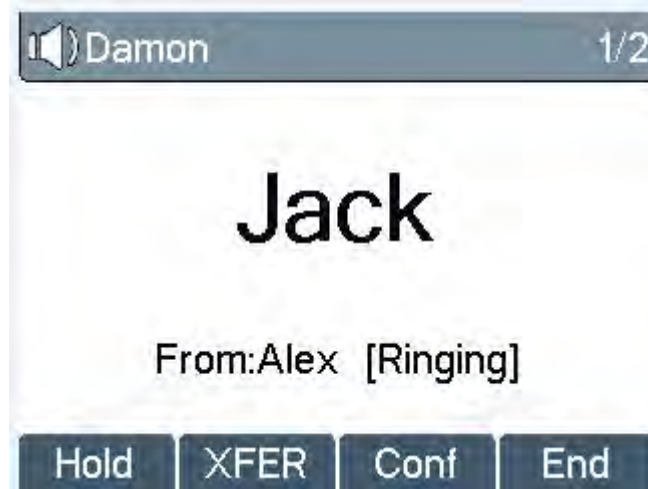 Damon 1/2
Jack
From:Alex [Ringing]
Hold XFER Conf End